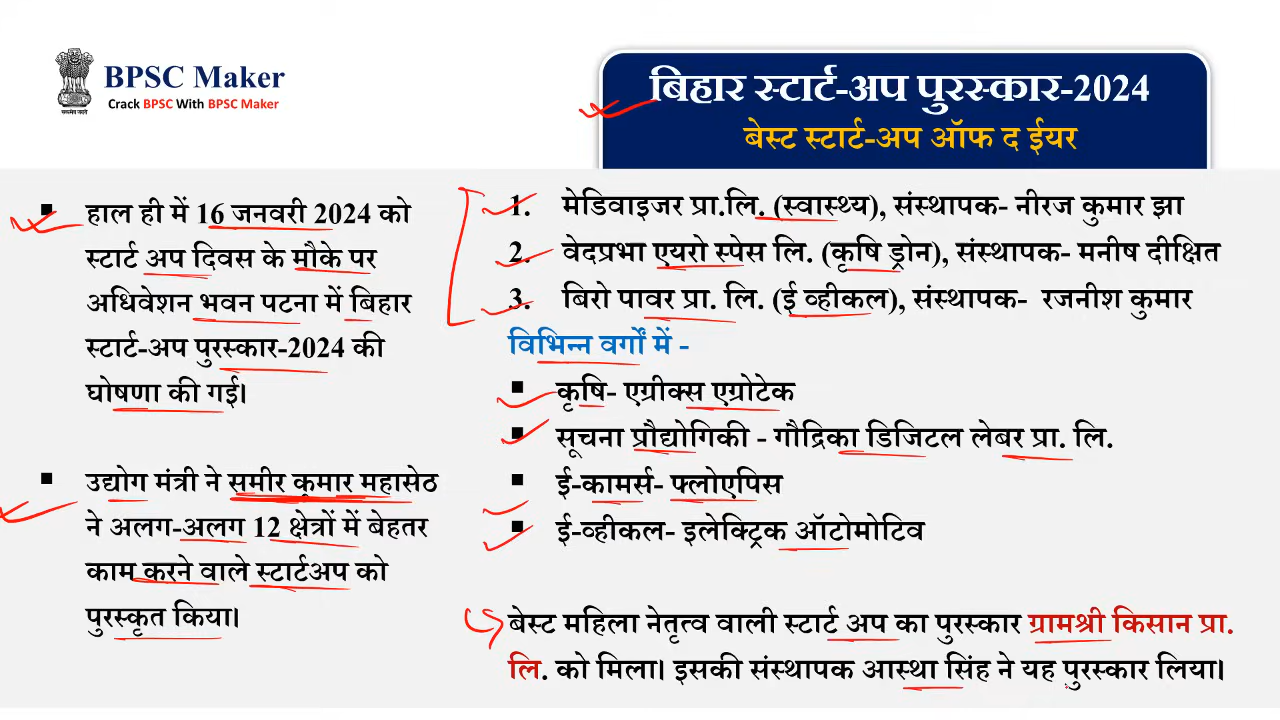 BPSC Maker
Crack BPSC With BPSC Maker
बिहार स्टार्ट-अप पुरस्कार-2024
बेस्ट स्टार्ट-अप ऑफ द ईयर
▪ हाल ही में 16 जनवरी 2024 को
स्टार्ट अप दिवस के मौके पर
अधिवेशन भवन पटना में बिहार
स्टार्ट-अप पुरस्कार-2024 की
घोषणा की गई।
▪ उद्योग मंत्री ने समीर कूमार महासेठ
ने अलग-अलग 12 क्षेत्रों में बेहतर
काम करने वाले स्टार्टअप को
पुरस्कृत किया।
1. मेडिवाइजर प्रा.लि. (स्वास्थ्य), संस्थापक- नीरज कुमार झा
2. वेदप्रभा एयरो स्पेस लि. (कृषि ड्रोन), संस्थापक- मनीष दीक्षित
3. बिरो पावर प्रा. लि. (ई व्हीकल), संस्थापक- रजनीश कुमार
विभिन्न वर्गों में -
▪ कृषि- एग्रीक्स एग्रोटेक
▪ सूचना प्रौद्योगिकी - गौद्रिका डिजिटल लेबर प्रा. लि.
▪ ई-कामर्स- फ्लोएपिस
▪ ई-व्हीकल- इलेक्ट्रिक ऑटोमोटिव
बेस्ट महिला नेतृत्व वाली स्टार्ट अप का पुरस्कार ग्रामश्री किसान प्रा.
लि. को मिला। इसकी संस्थापक आस्था सिंह ने यह पुरस्कार लिया।